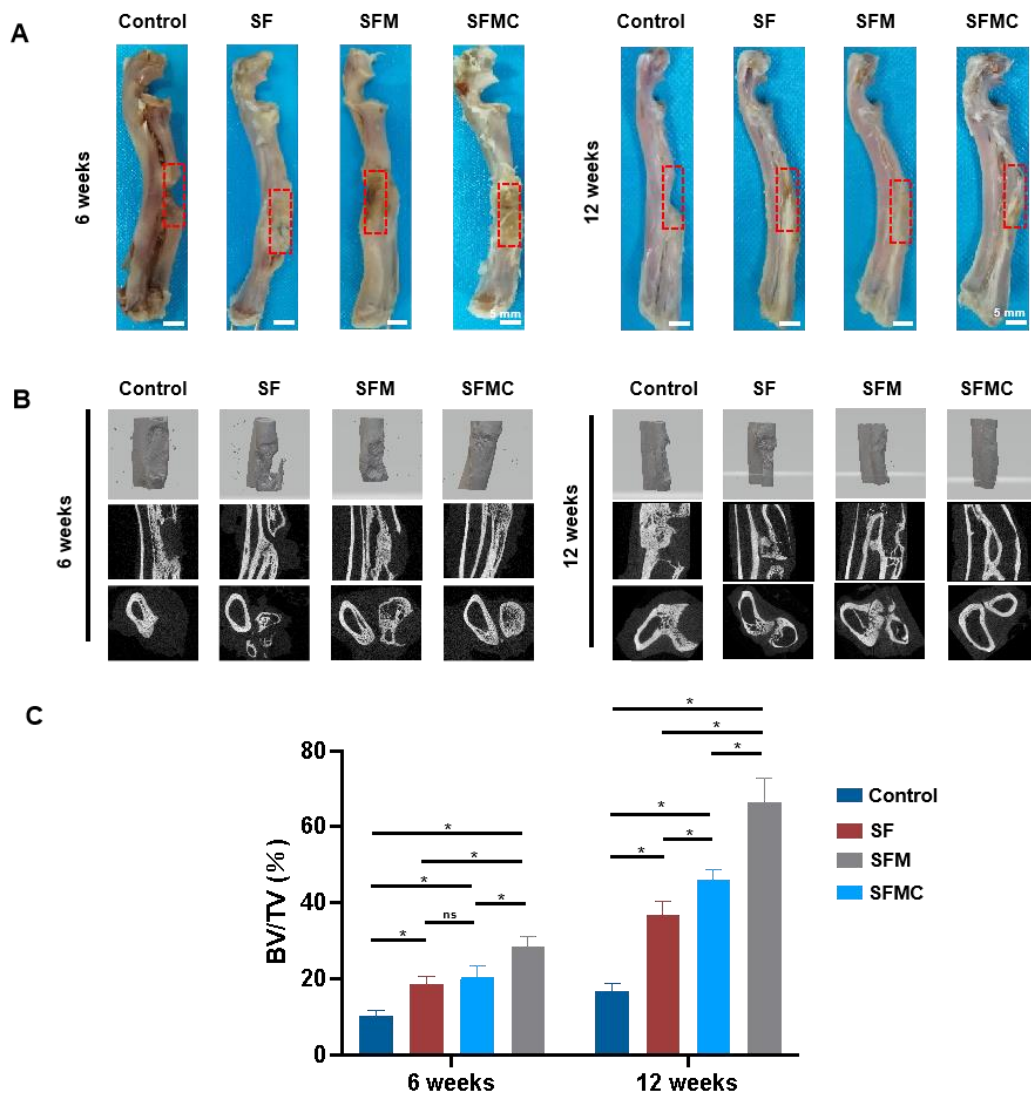 A
Control SF SFM SFMC Control SF SFM SFMC
6 weeks
5 mm
12 weeks
5 mm
B
Control SF SFM SFMC Control SF SFM SFMC
6 weeks
12 weeks
C
BV/TV (%)
80
60
40
20
0
* * * * ns *
* * * * * *
6 weeks 12 weeks
Control
SF
SFM
SFMC